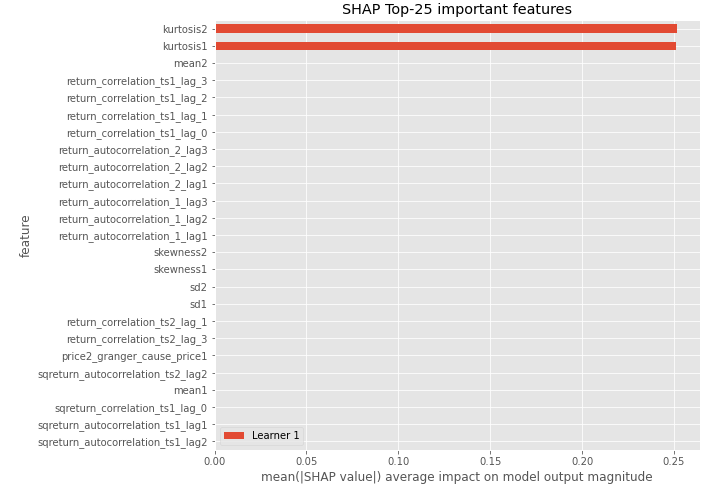 SHAP Top-25 important features
kurtosis2
kurtosis1
mean2
return_correlation_ts1_lag_3
return_correlation_ts1_lag_2
return_correlation_ts1_lag_1
return_correlation_ts1_lag_0
return_autocorrelation_2_lag3
return_autocorrelation_2_lag2
return_autocorrelation_2_lag1
return_autocorrelation_1_lag3
return_autocorrelation_1_lag2
return_autocorrelation_1_lag1
skewness2
skewness1
sd2
sd1
return_correlation_ts2_lag_1
return_correlation_ts2_lag_3
price2_granger_cause_price1
sqreturn_autocorrelation_ts2_lag2
mean1
sqreturn_correlation_ts1_lag_0
sqreturn_autocorrelation_ts1_lag1
sqreturn_autocorrelation_ts1_lag2
feature
Learner 1
0.00 0.05 0.10 0.15 0.20 0.25
mean(|SHAP value|) average impact on model output magnitude